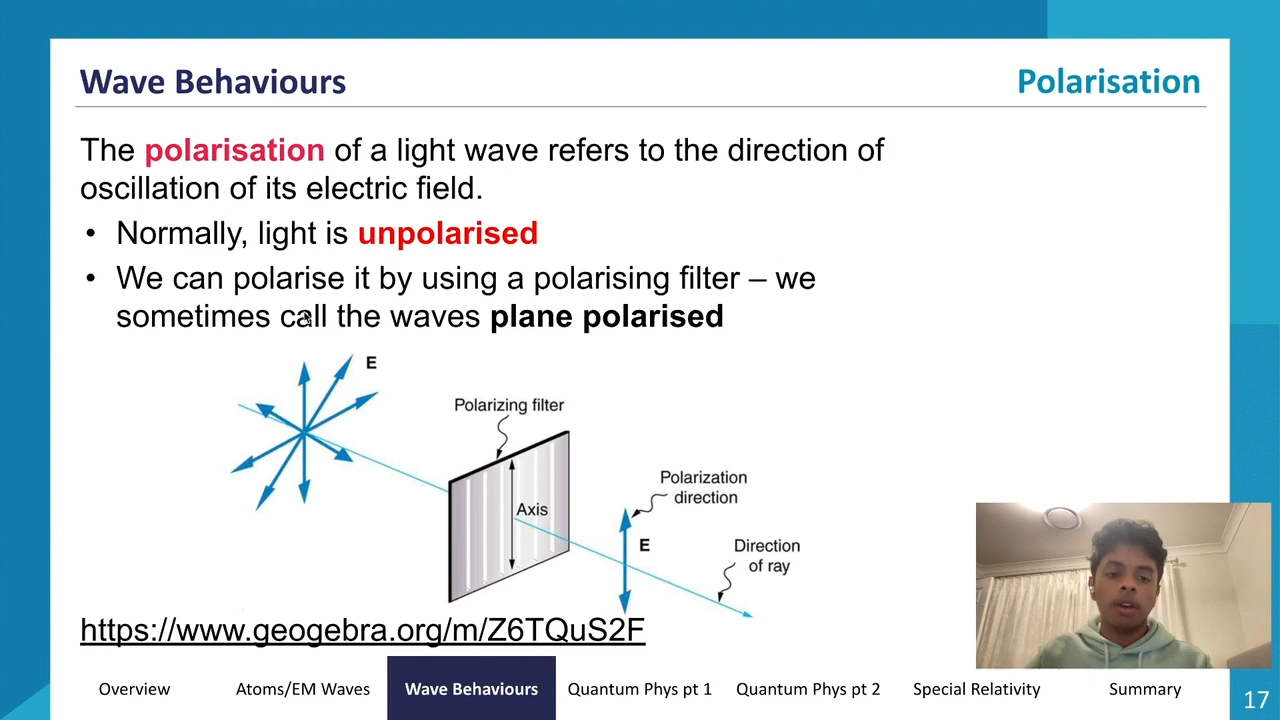 Wave Behaviours
Polarisation
The polarisation of a light wave refers to the direction of
oscillation of its electric field.
• Normally, light is unpolarised
• We can polarise it by using a polarising filter – we
sometimes call the waves plane polarised
E
Polarizing filter
Axis
Polarization
direction
E
Direction
of ray
https://www.geogebra.org/m/Z6TQuS2F
Overview
Atoms/EM Waves
Wave Behaviours
Quantum Phys pt 1
Quantum Phys pt 2
Special Relativity
Summary
17